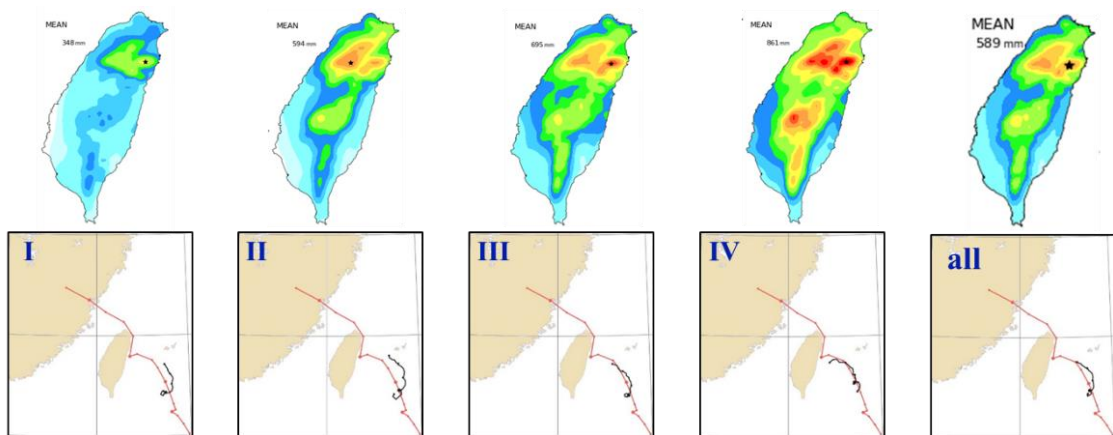 MEAN
348 mm
MEAN
594 mm
MEAN
695 mm
MEAN
861 mm
MEAN
589 mm
I
II
III
IV
all